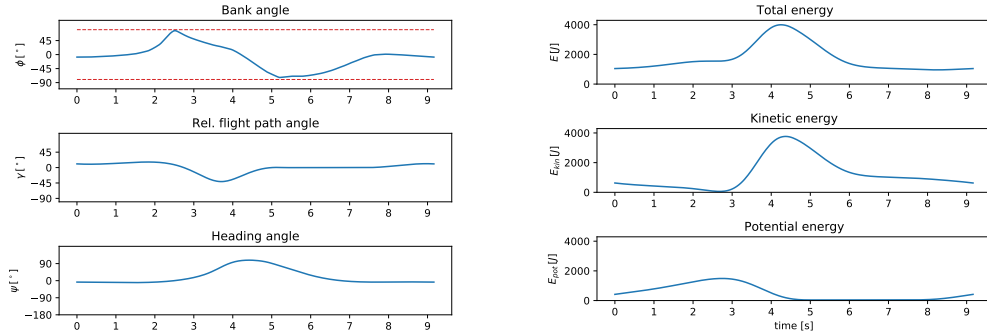 Bank angle
ϕ [°]
45
0
−45
−90
0 1 2 3 4 5 6 7 8 9
Rel. flight path angle
γ [°]
45
0
−45
−90
0 1 2 3 4 5 6 7 8 9
Heading angle
Ψ [°]
90
0
−90
−180
0 1 2 3 4 5 6 7 8 9
Total energy
E [J]
4000
2000
0
0 1 2 3 4 5 6 7 8 9
Kinetic energy
E_kin [J]
4000
2000
0
0 1 2 3 4 5 6 7 8 9
Potential energy
E_pot [J]
4000
2000
0
0 1 2 3 4 5 6 7 8 9
time [s]